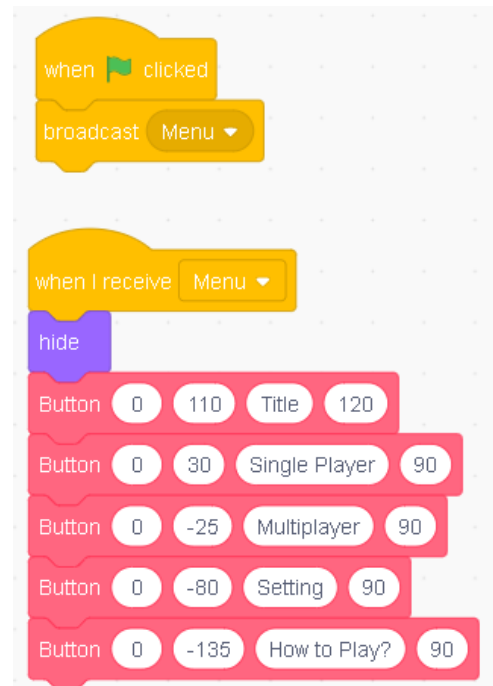 when clicked
broadcast Menu
when I receive Menu
hide
Button 0 110 Title 120
Button 0 30 Single Player 90
Button 0 -25 Multiplayer 90
Button 0 -80 Setting 90
Button 0 -135 How to Play? 90